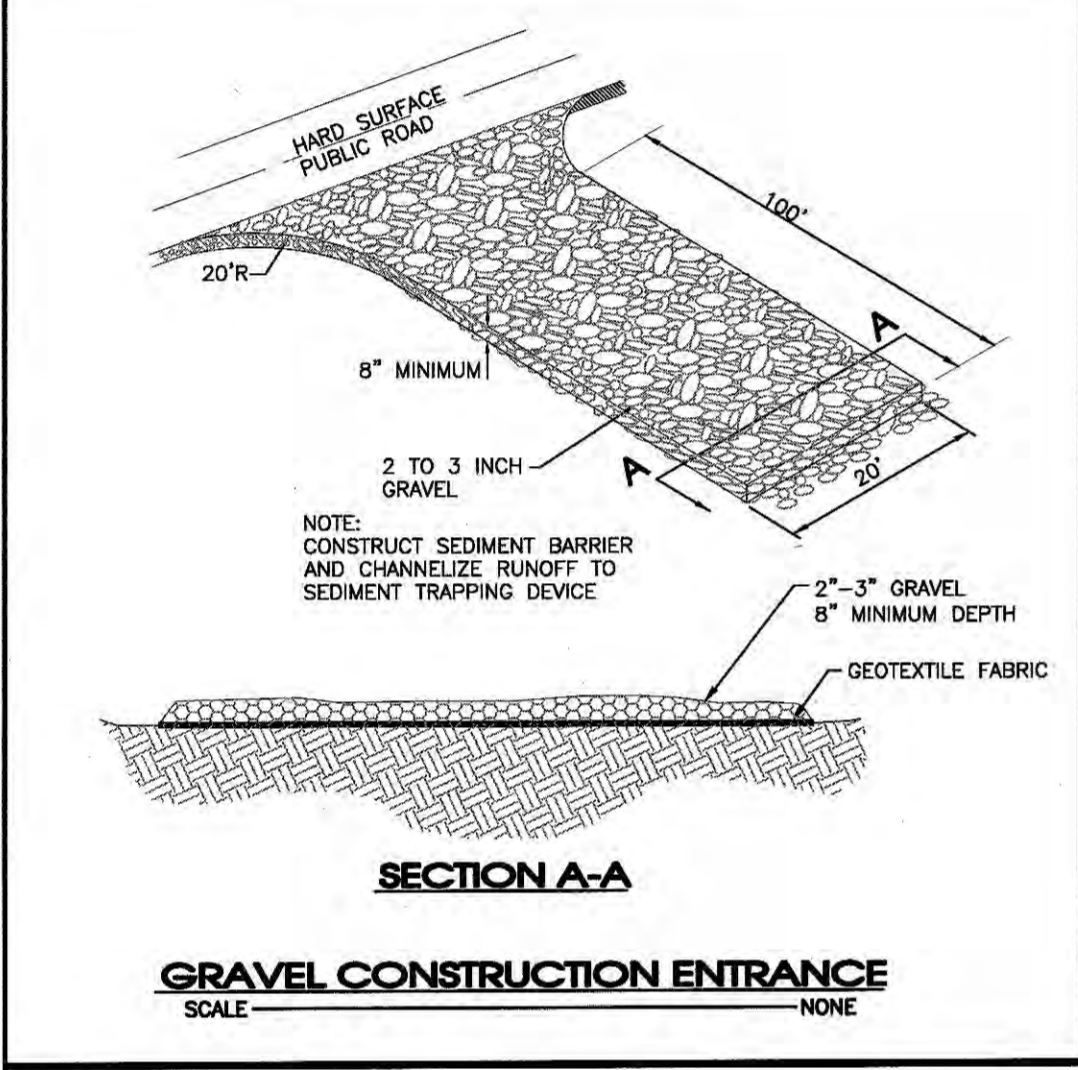 HARD SURFACE
PUBLIC ROAD
100'
20'R
A
8" MINIMUM
2 TO 3 INCH
GRAVEL
A
20'
NOTE:
CONSTRUCT SEDIMENT BARRIER
AND CHANNELIZE RUNOFF TO
SEDIMENT TRAPPING DEVICE
2"-3" GRAVEL
8" MINIMUM DEPTH
GEOTEXTILE FABRIC
SECTION A-A
GRAVEL CONSTRUCTION ENTRANCE
SCALE NONE